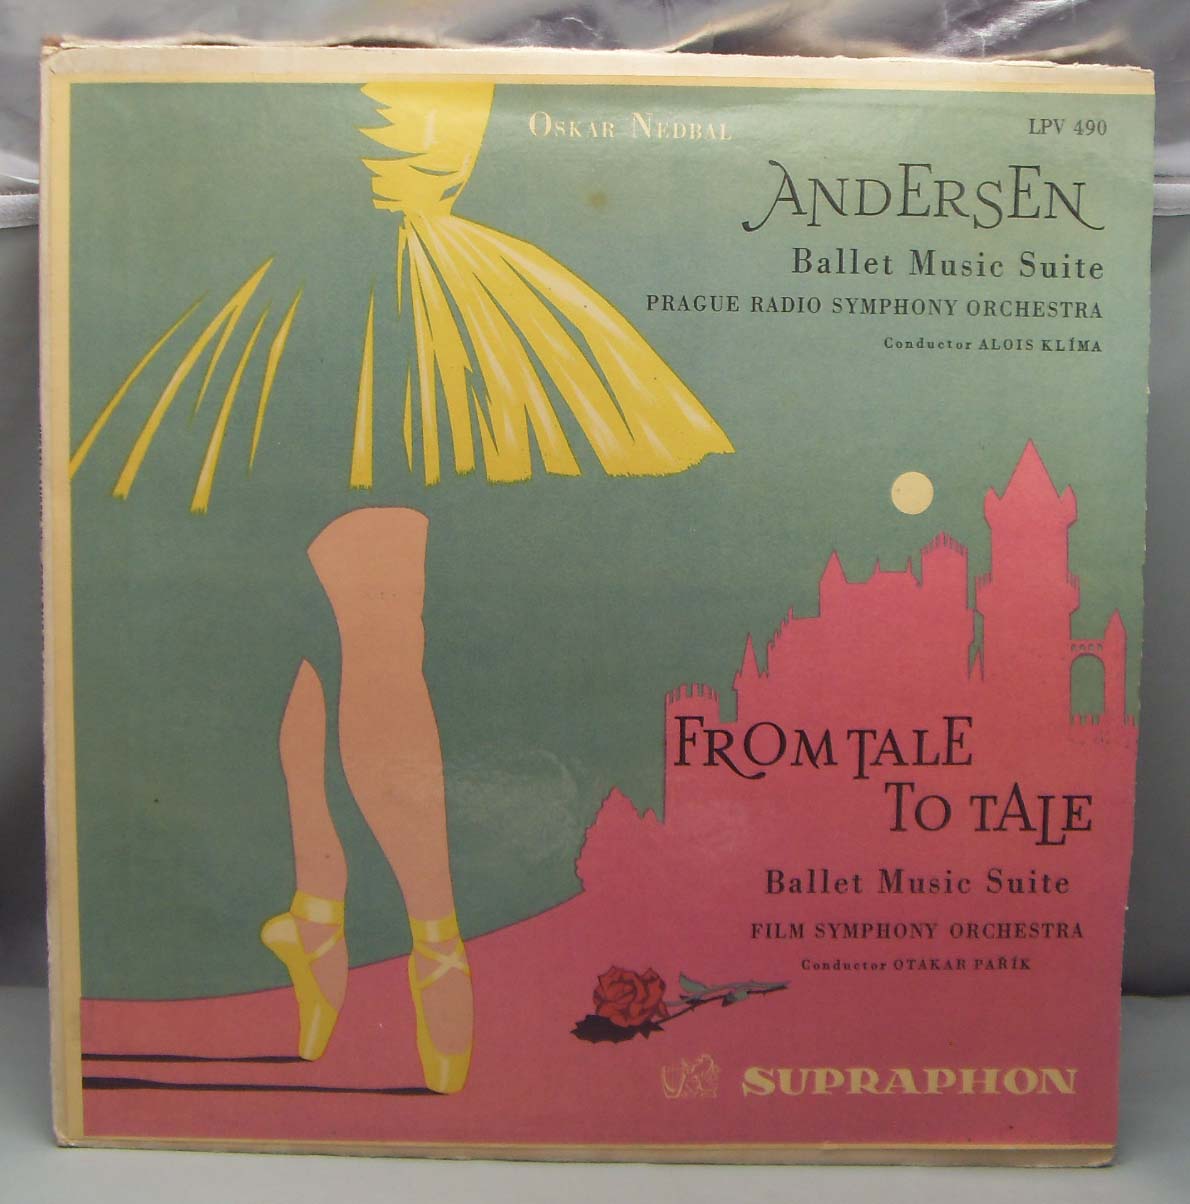 OSKAR NEDBAL
LPV 490
ANDERSEN
Ballet Music Suite
PRAGUE RADIO SYMPHONY ORCHESTRA
Conductor ALOIS KLÍMA
FROM TALE
TO TALE
Ballet Music Suite
FILM SYMPHONY ORCHESTRA
Conductor OTAKAR PAŘÍK
SUPRAPHON